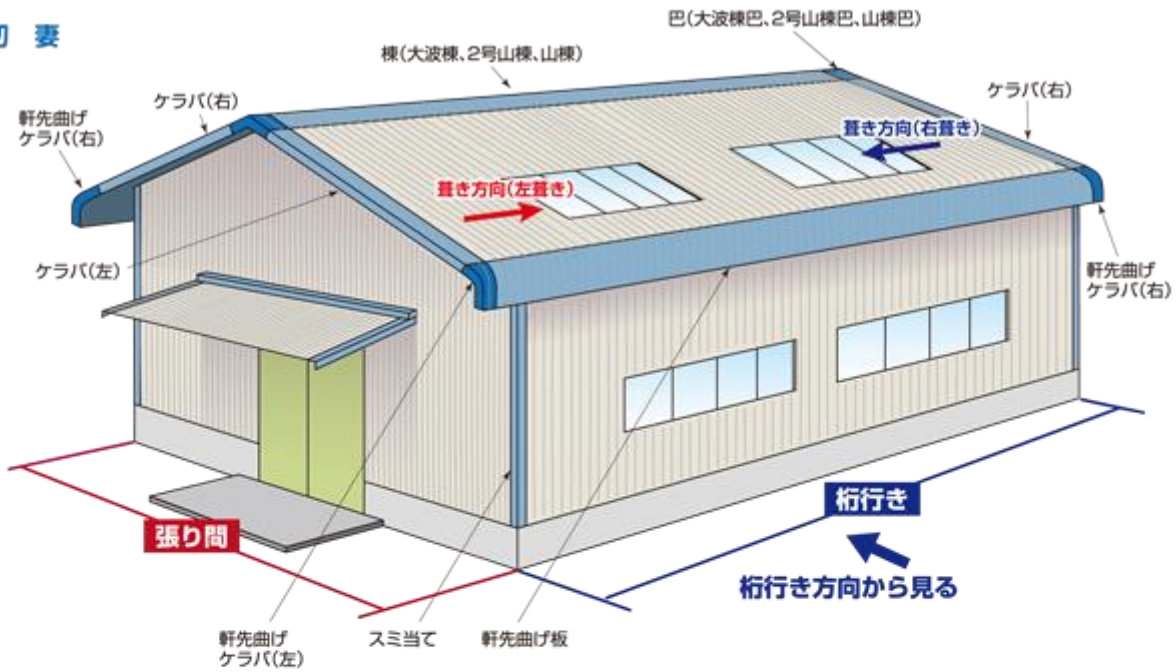 妻
巴(大波棟巴、2号山棟巴、山棟巴)
棟(大波棟、2号山棟、山棟)
ケラバ(右)
ケラバ(右)
軒先曲げ
ケラバ(右)
葺き方向(右葺き)
葺き方向(左葺き)
ケラバ(左)
軒先曲げ
ケラバ(右)
桁行き
張り間
桁行き方向から見る
軒先曲げ
ケラバ(左)
スミ当て
軒先曲げ板